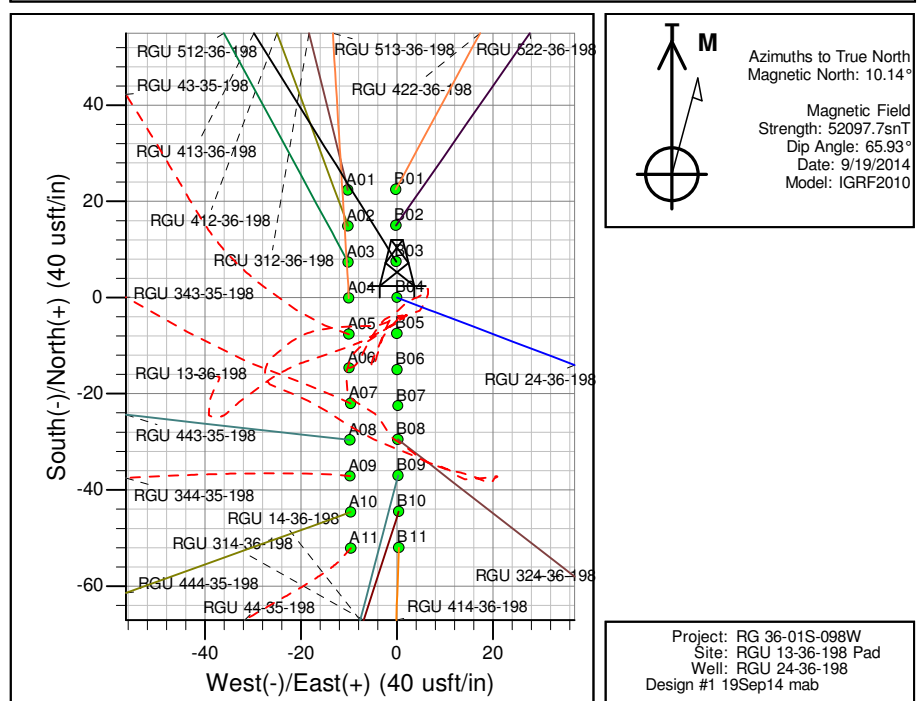 RGU 512-36-198
RGU 513-36-198
RGU 522-36-198
RGU 43-35-198
RGU 422-36-198
RGU 413-36-198
RGU 412-36-198
RGU 312-36-198
RGU 343-35-198
RGU 13-36-198
RGU 24-36-198
RGU 443-35-198
RGU 344-35-198
RGU 14-36-198
RGU 314-36-198
RGU 324-36-198
RGU 444-35-198
RGU 44-35-198
RGU 414-36-198
A01
B01
A02
B02
A03
B03
A04
B04
A05
B05
A06
B06
A07
B07
A08
B08
A09
B09
A10
B10
A11
B11
40
20
0
-20
-40
-60
South(-)/North(+) (40 usft/in)
-40
-20
0
20
West(-)/East(+) (40 usft/in)
M
Azimuths to True North
Magnetic North: 10.14°
Magnetic Field
Strength: 52097.7snT
Dip Angle: 65.93°
Date: 9/19/2014
Model: IGRF2010
Project: RG 36-01S-098W
Site: RGU 13-36-198 Pad
Well: RGU 24-36-198
Design #1 19Sep14 mab